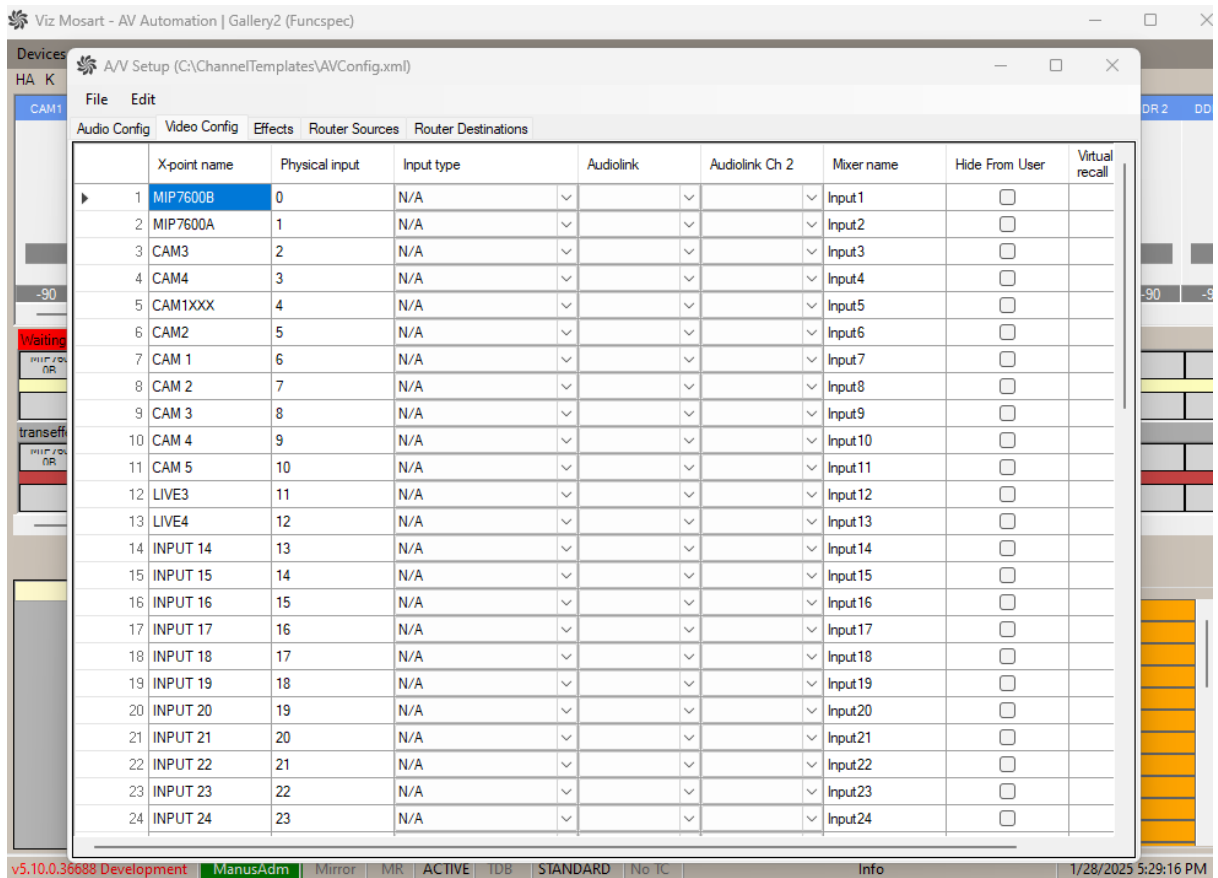 Viz Mosart - AV Automation | Gallery2 (Funcspec)
Devices
HA K
A/V Setup (C:\ChannelTemplates\AVConfig.xml)
File Edit
Audio Config Video Config Effects Router Sources Router Destinations
X-point name Physical input Input type Audiolink Audiolink Ch 2 Mixer name Hide From User Virtual recall
1 MIP7600B 0 N/A Input1
2 MIP7600A 1 N/A Input2
3 CAM3 2 N/A Input3
4 CAM4 3 N/A Input4
5 CAM1XXX 4 N/A Input5
6 CAM2 5 N/A Input6
7 CAM 1 6 N/A Input7
8 CAM 2 7 N/A Input8
9 CAM 3 8 N/A Input9
10 CAM 4 9 N/A Input10
11 CAM 5 10 N/A Input11
12 LIVE3 11 N/A Input12
13 LIVE4 12 N/A Input13
14 INPUT 14 13 N/A Input14
15 INPUT 15 14 N/A Input15
16 INPUT 16 15 N/A Input16
17 INPUT 17 16 N/A Input17
18 INPUT 18 17 N/A Input18
19 INPUT 19 18 N/A Input19
20 INPUT 20 19 N/A Input20
21 INPUT 21 20 N/A Input21
22 INPUT 22 21 N/A Input22
23 INPUT 23 22 N/A Input23
24 INPUT 24 23 N/A Input24
CAM1
-90
Waiting
0B
transeff
0B
DR 2 DD
-90 -9
v5.10.0.36688 Development ManusAdm Mirror MR ACTIVE TDB STANDARD No TC Info 1/28/2025 5:29:16 PM